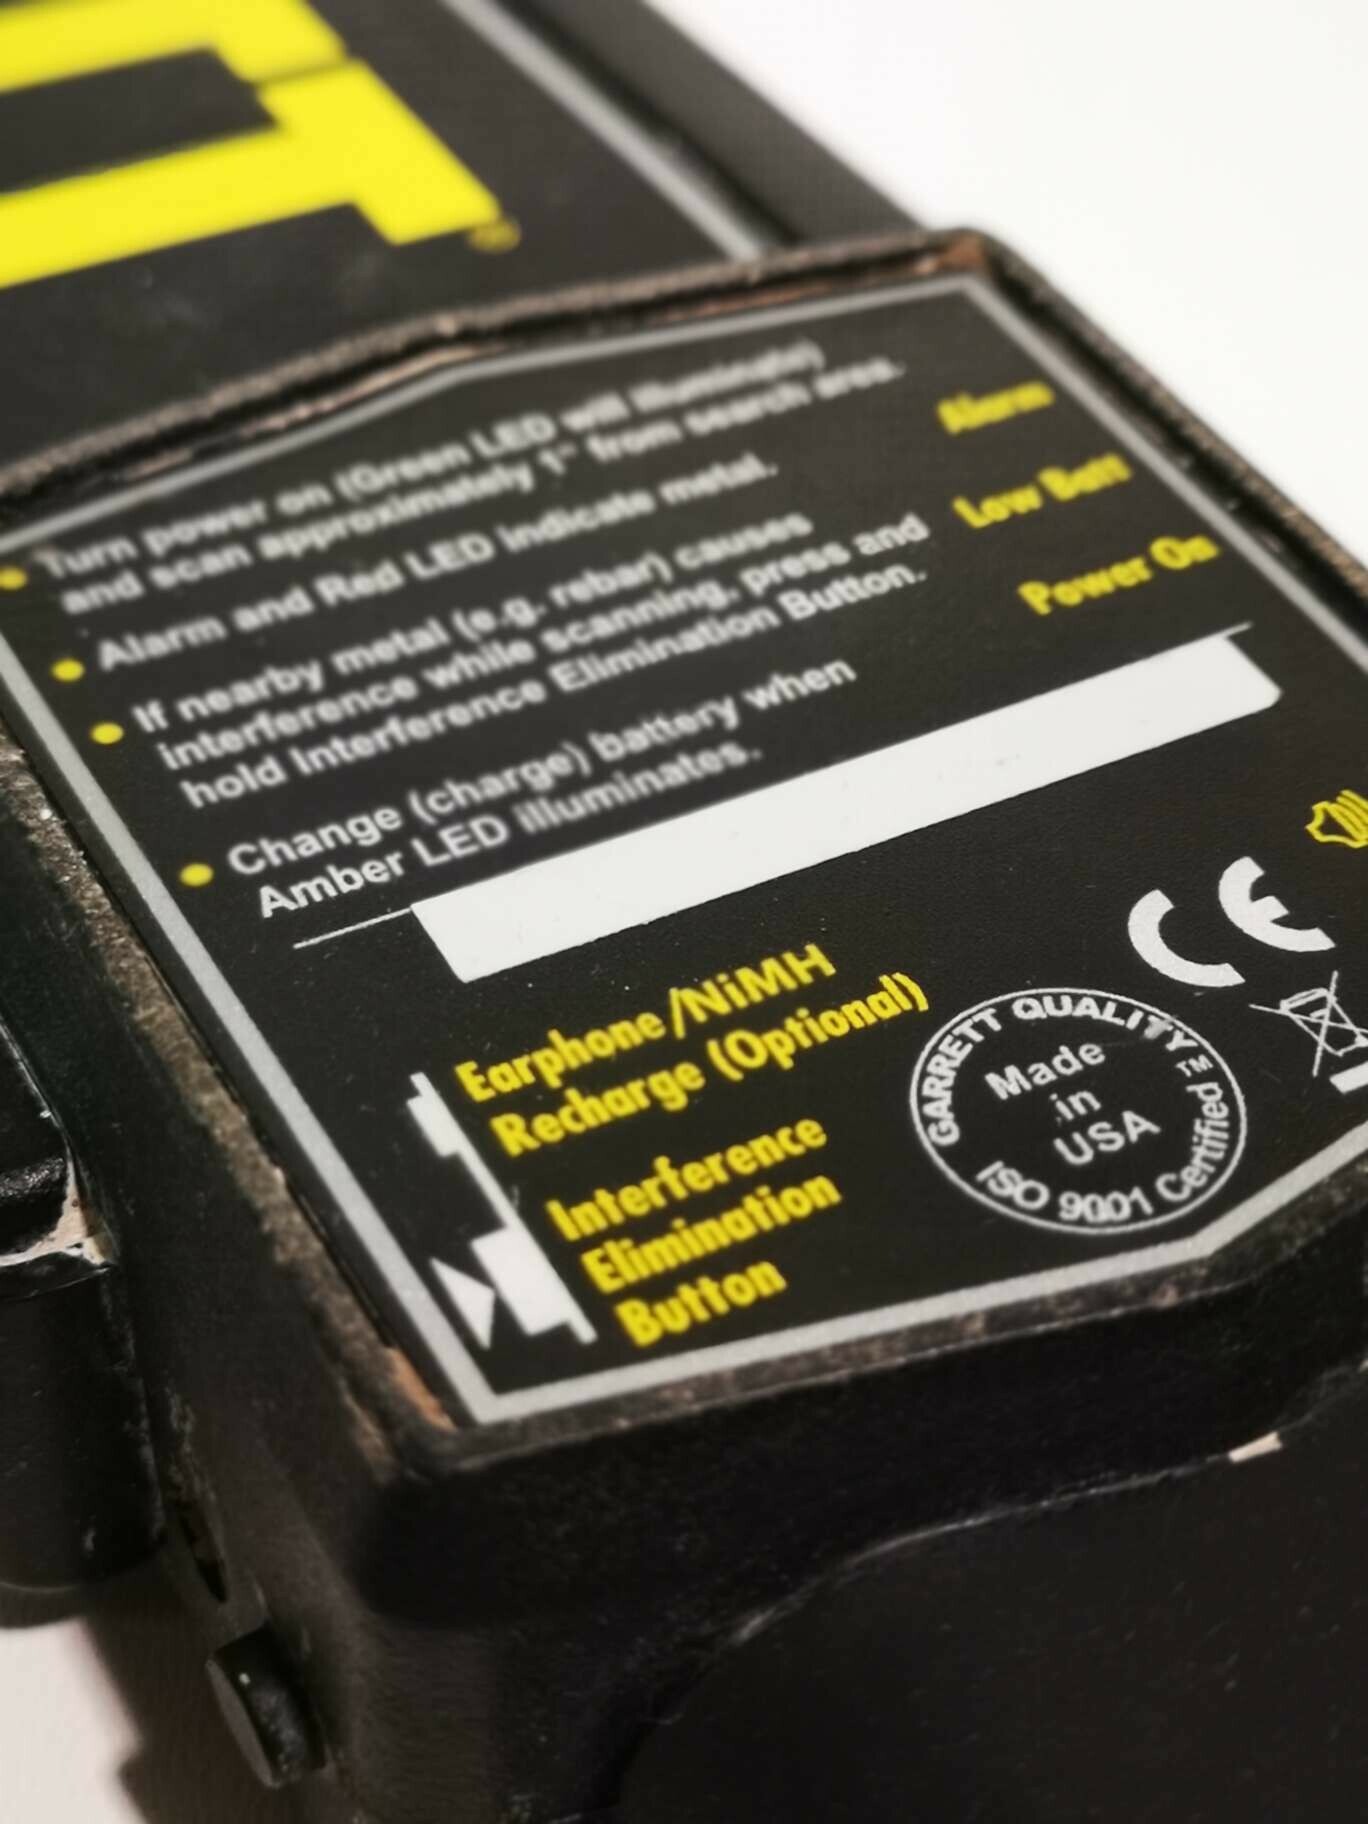 • Turn power on (Green LED will illuminate)
and scan approximately 1" from search area.
• Alarm and Red LED indicate metal.
• If nearby metal (e.g. rebar) causes
interference while scanning, press and
hold Interference Elimination Button.
• Change (charge) battery when
Amber LED illuminates.
Alarm
Low Batt
Power On
Earphone/NiMH
Recharge (Optional)
Interference
Elimination
Button
CE
GARRETT QUALITY™
Made
in
USA
ISO 9001 Certified